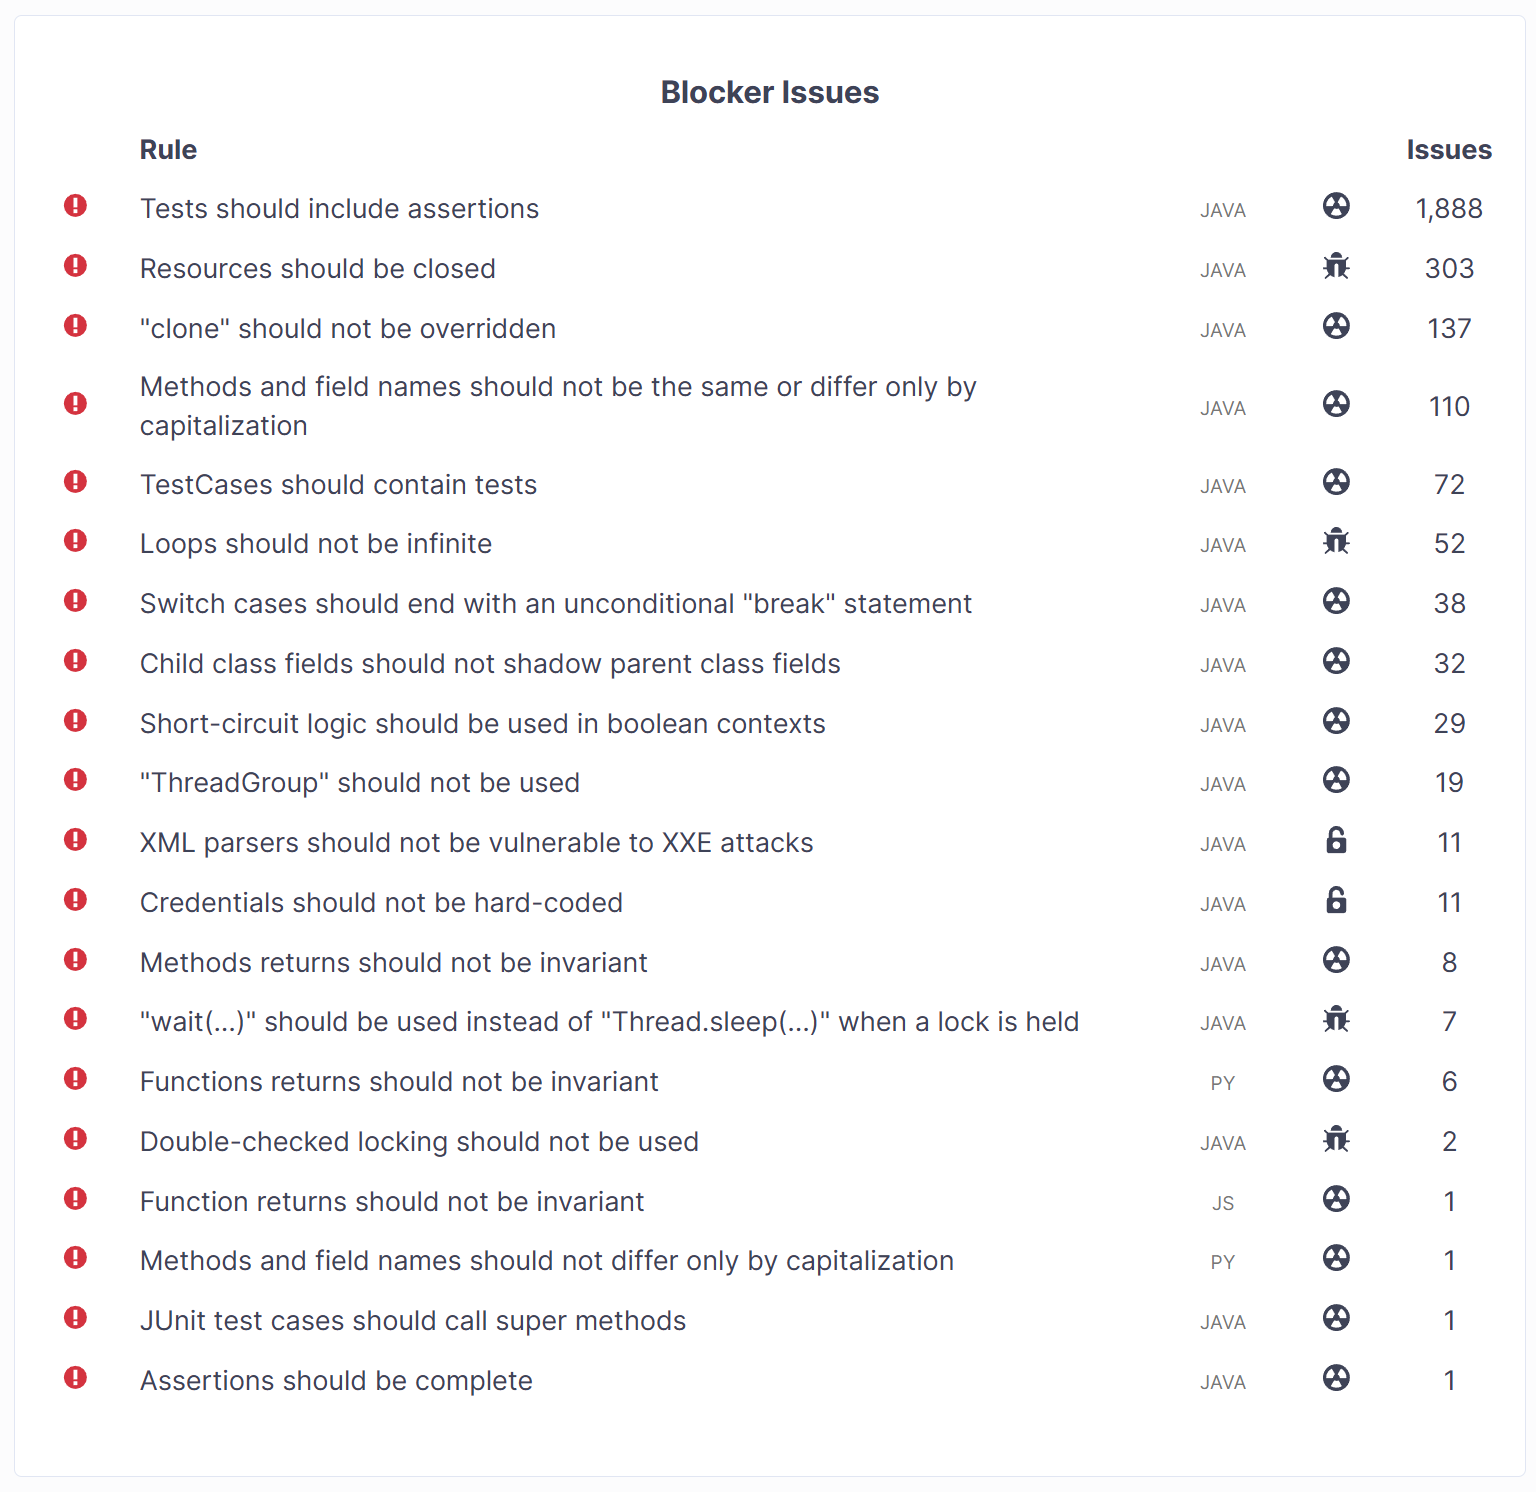 Blocker Issues
Rule Issues
Tests should include assertions JAVA 1,888
Resources should be closed JAVA 303
"clone" should not be overridden JAVA 137
Methods and field names should not be the same or differ only by
capitalization JAVA 110
TestCases should contain tests JAVA 72
Loops should not be infinite JAVA 52
Switch cases should end with an unconditional "break" statement JAVA 38
Child class fields should not shadow parent class fields JAVA 32
Short-circuit logic should be used in boolean contexts JAVA 29
"ThreadGroup" should not be used JAVA 19
XML parsers should not be vulnerable to XXE attacks JAVA 11
Credentials should not be hard-coded JAVA 11
Methods returns should not be invariant JAVA 8
"wait(...)" should be used instead of "Thread.sleep(...)" when a lock is held JAVA 7
Functions returns should not be invariant PY 6
Double-checked locking should not be used JAVA 2
Function returns should not be invariant JS 1
Methods and field names should not differ only by capitalization PY 1
JUnit test cases should call super methods JAVA 1
Assertions should be complete JAVA 1